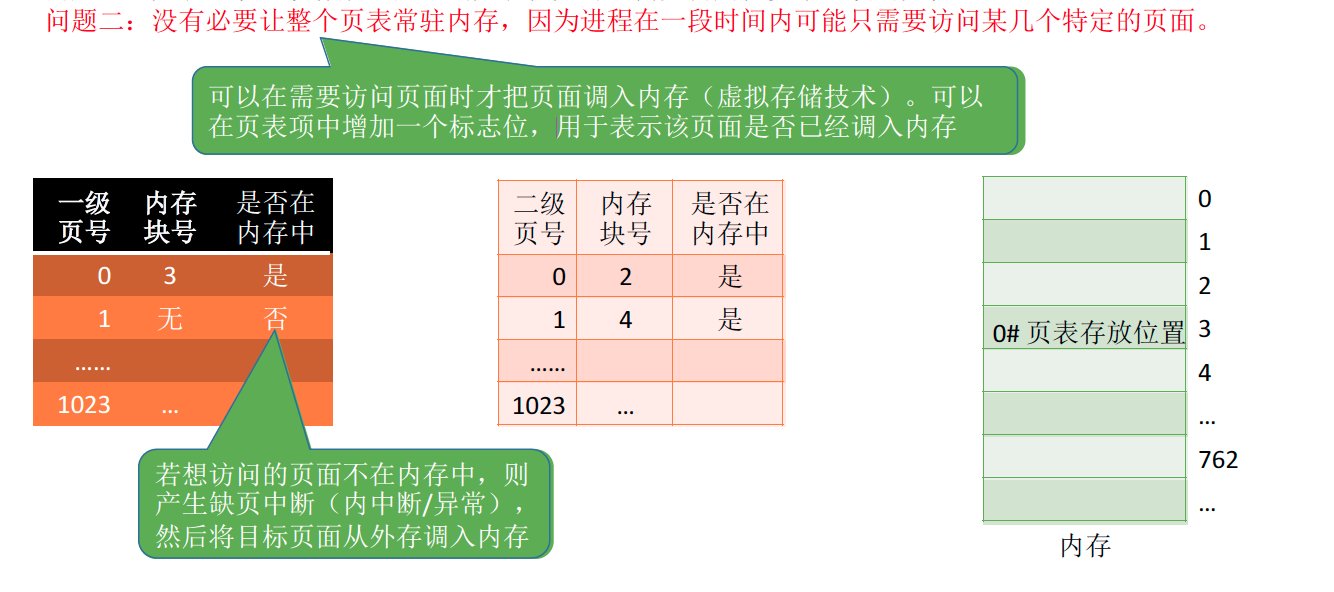 问题二：没有必要让整个页表常驻内存，因为进程在一段时间内可能只需要访问某几个特定的页面。
可以在需要访问页面时才把页面调入内存（虚拟存储技术）。可以
在页表项中增加一个标志位，用于表示该页面是否已经调入内存
一级页号 内存块号 是否在内存中
0 3 是
1 无 否
......
1023 ...
二级页号 内存块号 是否在内存中
0 2 是
1 4 是
......
1023 ...
0
1
2
0# 页表存放位置 3
4
...
762
...
内存
若想访问的页面不在内存中，则
产生缺页中断（内中断/异常），
然后将目标页面从外存调入内存